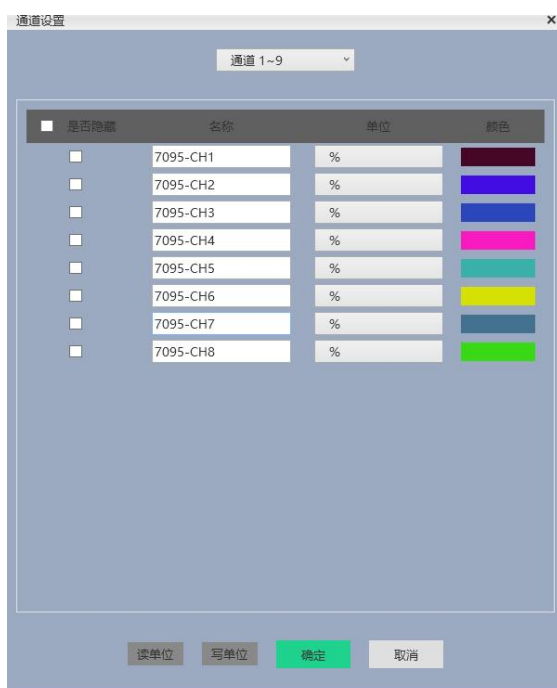 通道设置
通道 1~9
是否隐藏 名称 单位 颜色
7095-CH1 %
7095-CH2 %
7095-CH3 %
7095-CH4 %
7095-CH5 %
7095-CH6 %
7095-CH7 %
7095-CH8 %
读单位 写单位 确定 取消